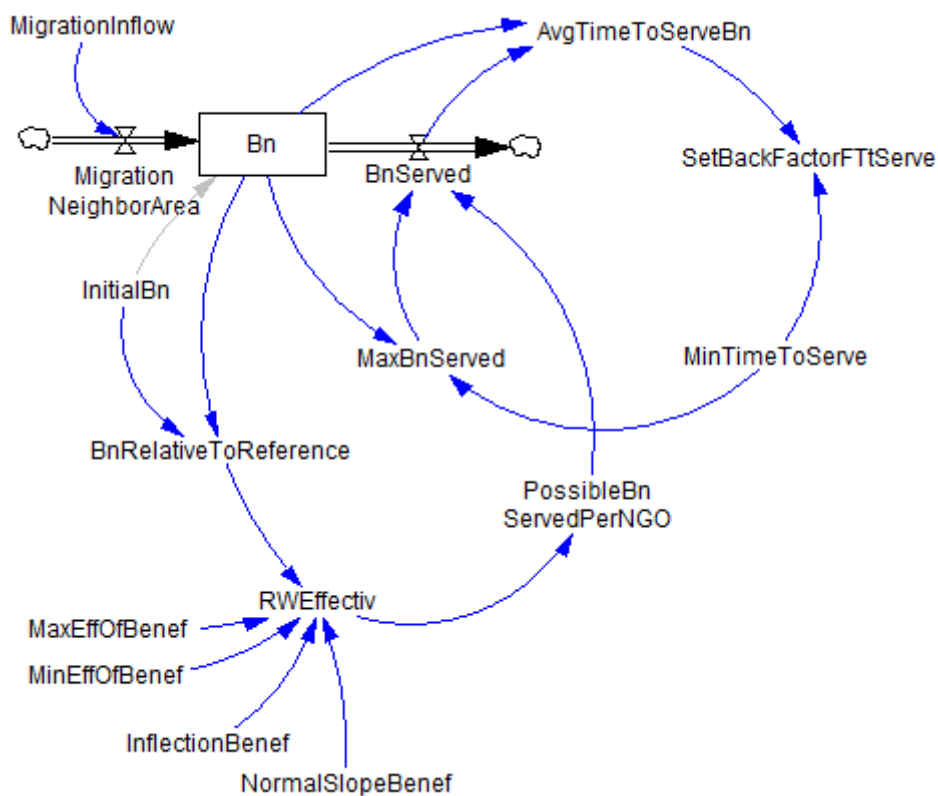 MigrationInflow
AvgTimeToServeBn
Bn
Migration
NeighborArea
BnServed
SetBackFactorFTtServe
InitialBn
MaxBnServed
MinTimeToServe
BnRelativeToReference
PossibleBn
ServedPerNGO
RWEffectiv
MaxEffOfBenef
MinEffOfBenef
InflectionBenef
NormalSlopeBenef